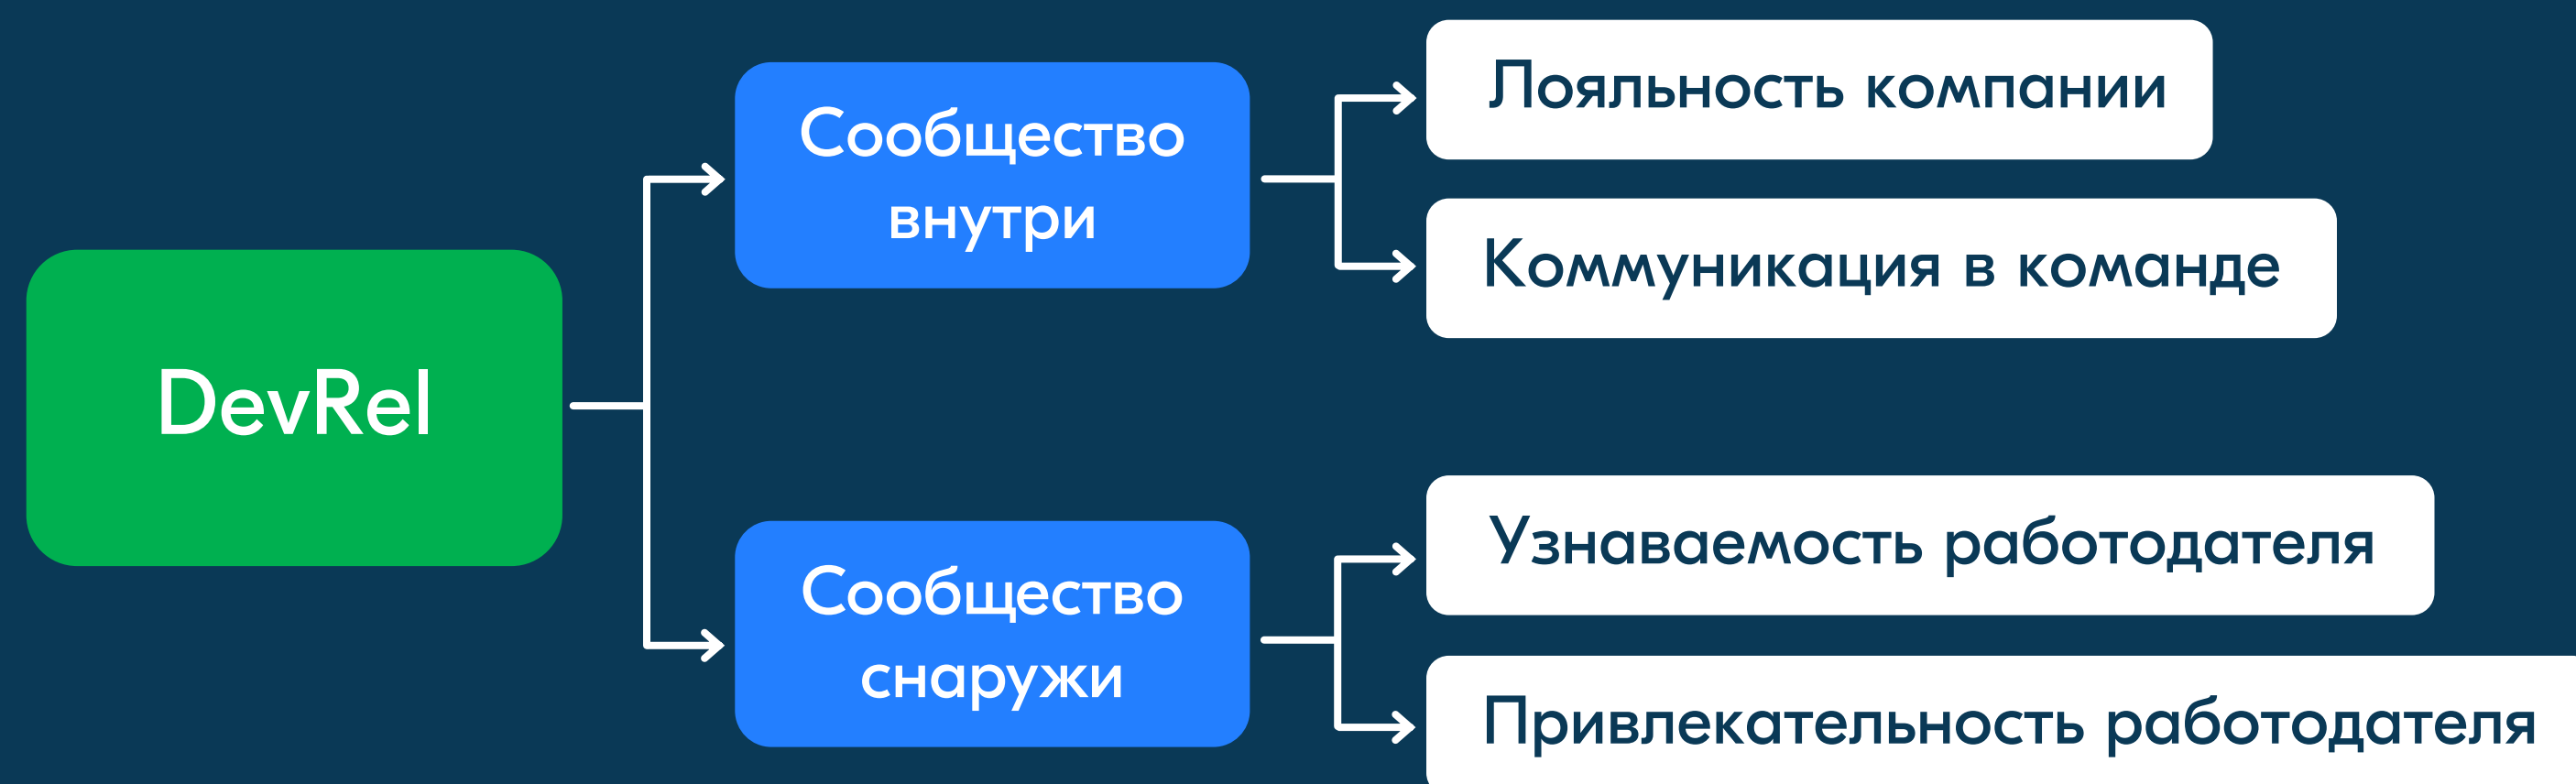 DevRel
Сообщество
внутри
Лояльность компании
Коммуникация в команде
Сообщество
снаружи
Узнаваемость работодателя
Привлекательность работодателя